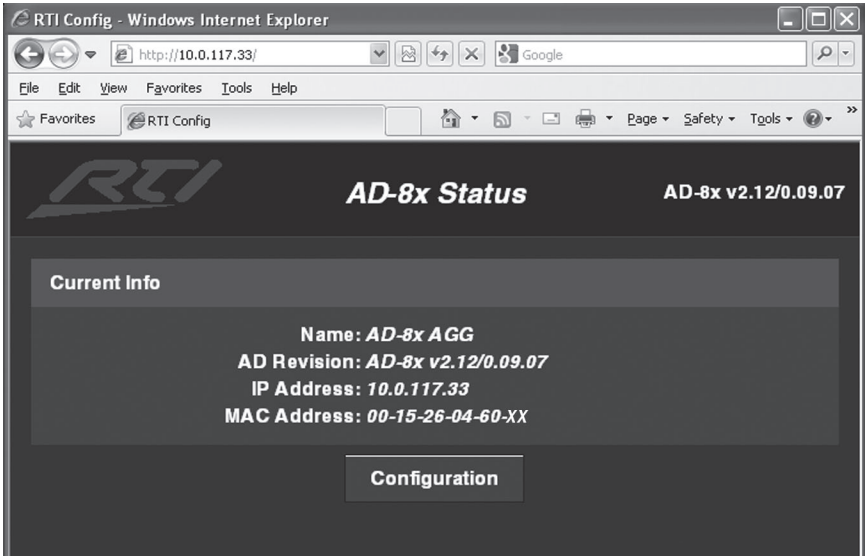 RTI Config - Windows Internet Explorer
http://10.0.117.33/
Google
File Edit View Favorites Tools Help
Favorites
RTI Config
Page Safety Tools
RTI
AD-8x Status
AD-8x v2.12/0.09.07
Current Info
Name: AD-8x AGG
AD Revision: AD-8x v2.12/0.09.07
IP Address: 10.0.117.33
MAC Address: 00-15-26-04-60-XX
Configuration